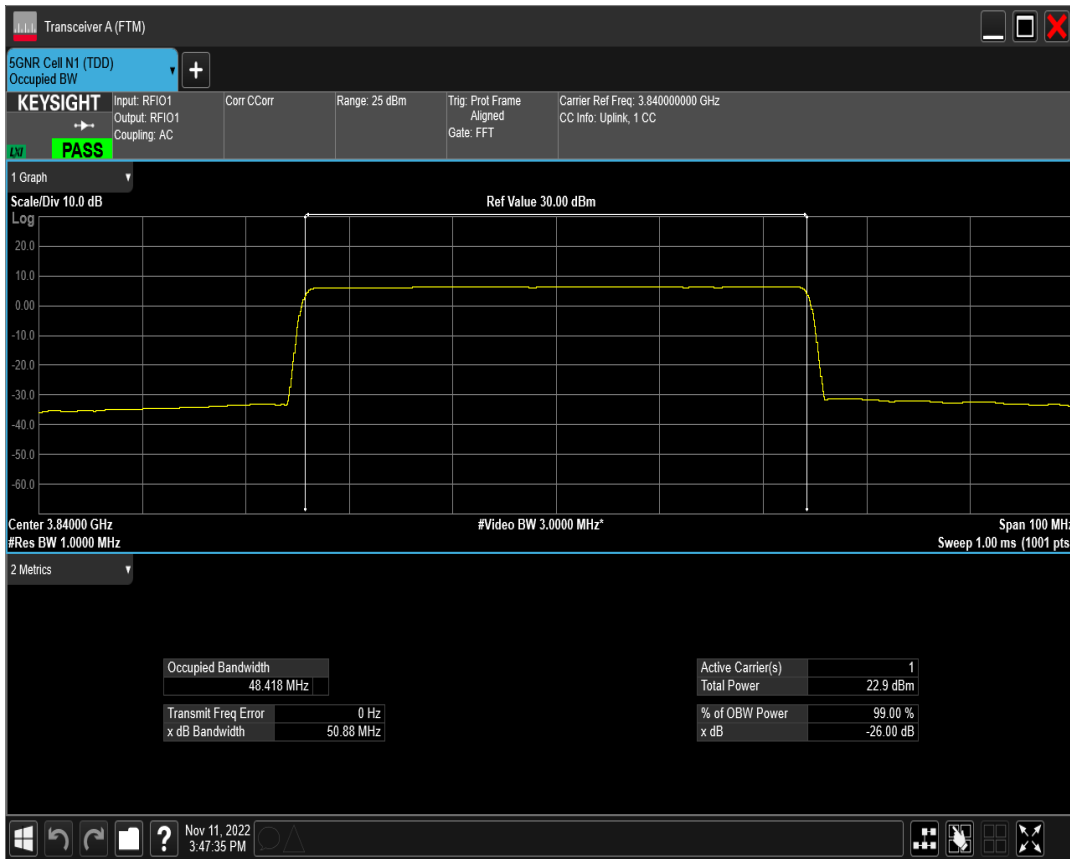 Transceiver A (FTM)
5GNR Cell N1 (TDD)
Occupied BW
+
KEYSIGHT
LXI
PASS
Input: RFIO1
Output: RFIO1
Coupling: AC
Corr CCorr
Range: 25 dBm
Trig: Prot Frame
Aligned
Gate: FFT
Carrier Ref Freq: 3.840000000 GHz
CC Info: Uplink, 1 CC
1 Graph
Scale/Div 10.0 dB
Ref Value 30.00 dBm
Log
20.0
10.0
0.00
-10.0
-20.0
-30.0
-40.0
-50.0
-60.0
Center 3.84000 GHz
#Video BW 3.0000 MHz*
Span 100 MHz
#Res BW 1.0000 MHz
Sweep 1.00 ms (1001 pts
2 Metrics
Occupied Bandwidth
48.418 MHz
Transmit Freq Error 0 Hz
x dB Bandwidth 50.88 MHz
Active Carrier(s) 1
Total Power 22.9 dBm
% of OBW Power 99.00 %
x dB -26.00 dB
?
Nov 11, 2022
3:47:35 PM